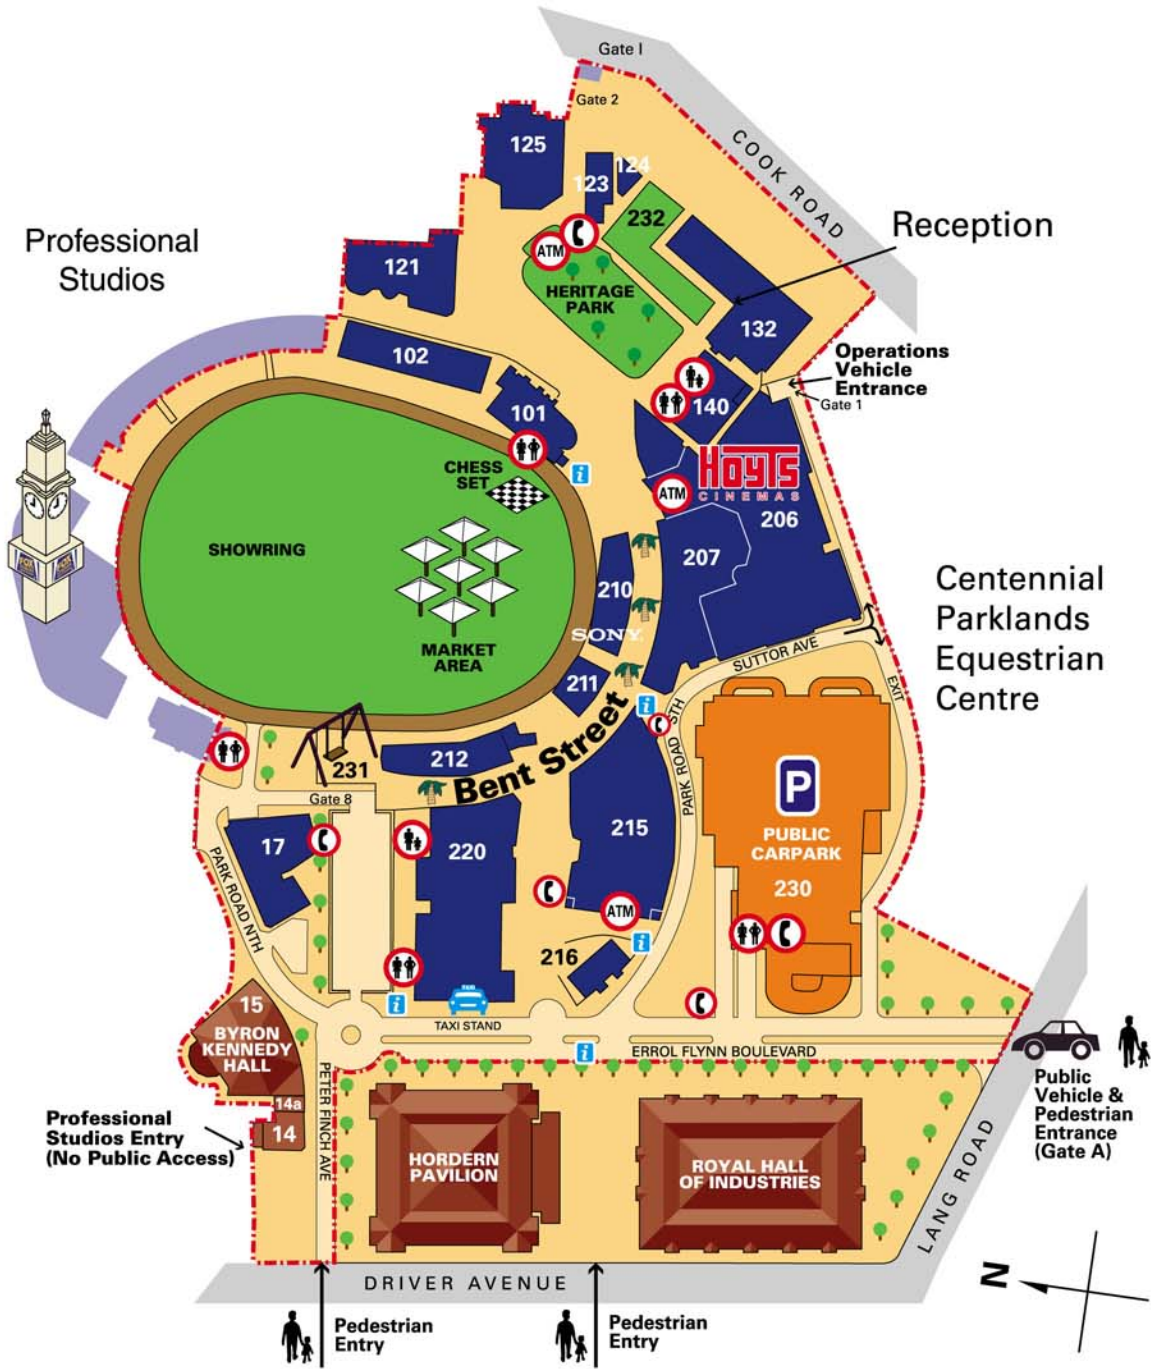 Gate I
Gate 2
COOK ROAD
125
124
123
232
Reception
Professional
Studios
121
ATM
HERITAGE
PARK
132
102
Operations
Vehicle
Entrance
Gate 1
140
101
HOYTS
CINEMAS
CHESS
SET
i
ATM
206
SHOWRING
207
210
SONY
Centennial
Parklands
Equestrian
Centre
MARKET
AREA
SUTTOR AVE
211
EXIT
i
PARK ROAD STH
Bent Street
212
231
Gate 8
P
PUBLIC
CARPARK
230
215
17
220
PARK ROAD NTH
ATM
i
216
15
BYRON
KENNEDY
HALL
i
TAXI
TAXI STAND
i
ERROL FLYNN BOULEVARD
PETER FINCH AVE
14a
14
Professional
Studios Entry
(No Public Access)
Public
Vehicle &
Pedestrian
Entrance
(Gate A)
HORDERN
PAVILION
ROYAL HALL
OF INDUSTRIES
LANG ROAD
N
DRIVER AVENUE
Pedestrian
Entry
Pedestrian
Entry